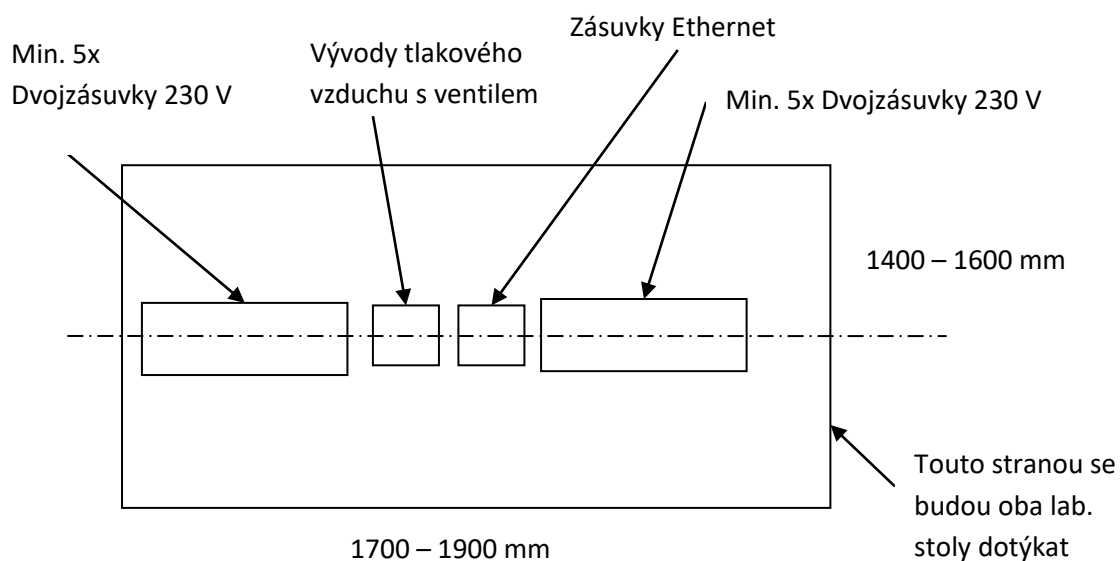 Min. 5x
Dvojzásuvky 230 V
Vývody tlakového
vzduchu s ventilem
Zásuvky Ethernet
Min. 5x Dvojzásuvky 230 V
1400 – 1600 mm
Touto stranou se
budou oba lab.
stoly dotýkat
1700 – 1900 mm